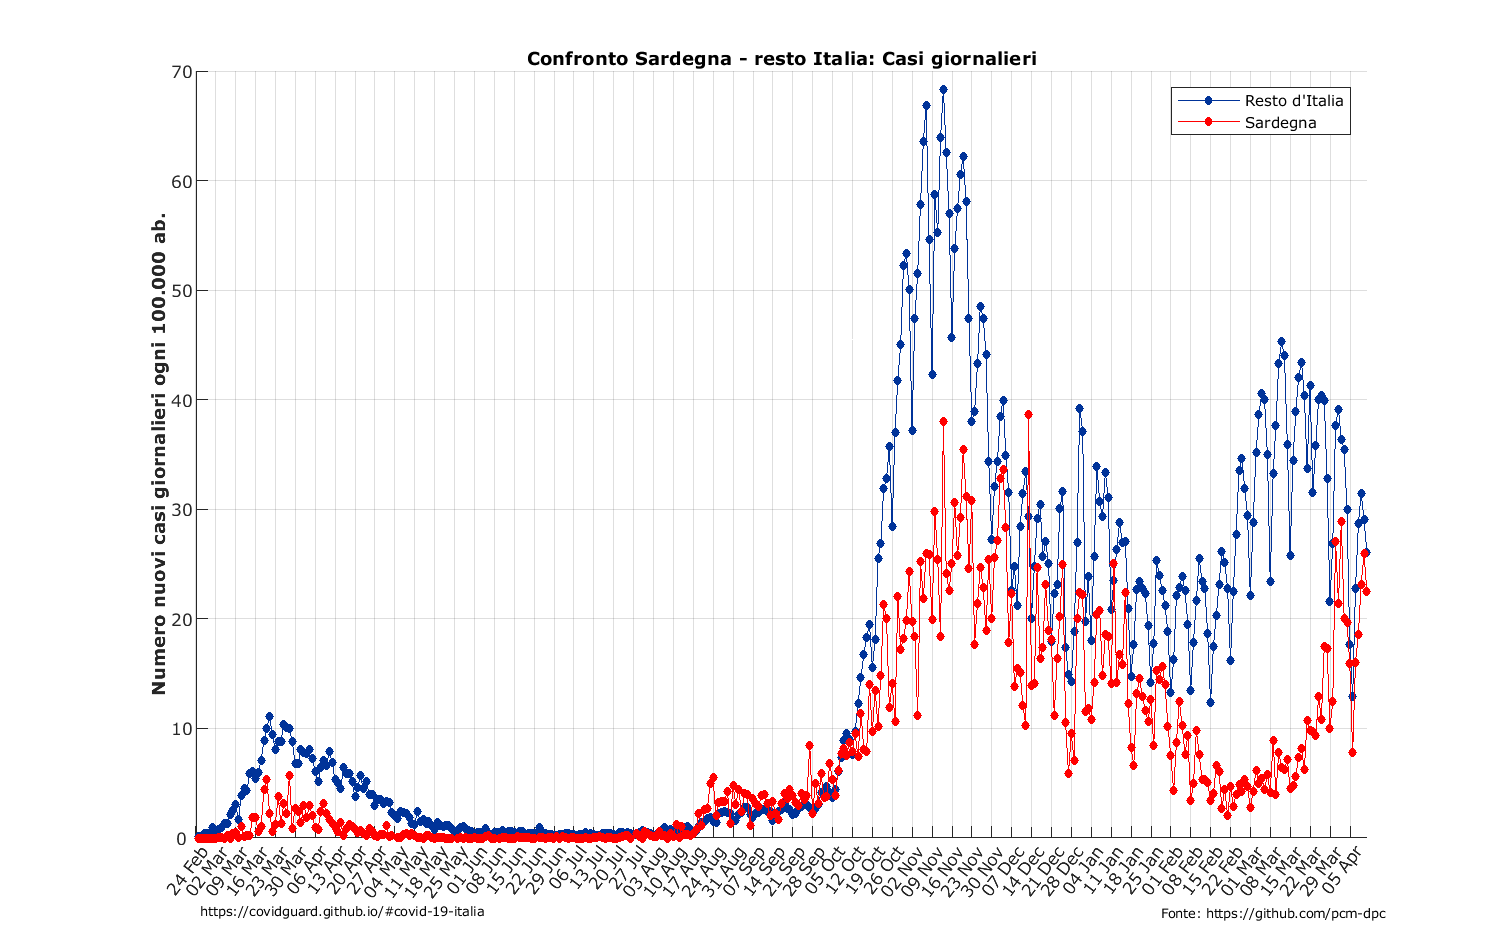 Confronto Sardegna - resto Italia: Casi giornalieri
Numero nuovi casi giornalieri ogni 100.000 ab.
70
60
50
40
30
20
10
0
Resto d'Italia
Sardegna
24 Feb
02 Mar
09 Mar
16 Mar
23 Mar
30 Mar
06 Apr
13 Apr
20 Apr
27 Apr
04 May
11 May
18 May
25 May
01 Jun
08 Jun
15 Jun
22 Jun
29 Jun
06 Jul
13 Jul
20 Jul
27 Jul
03 Aug
10 Aug
17 Aug
24 Aug
31 Aug
07 Sep
14 Sep
21 Sep
28 Sep
05 Oct
12 Oct
19 Oct
26 Oct
02 Nov
09 Nov
16 Nov
23 Nov
30 Nov
07 Dec
14 Dec
21 Dec
28 Dec
04 Jan
11 Jan
18 Jan
25 Jan
01 Feb
08 Feb
15 Feb
22 Feb
01 Mar
08 Mar
15 Mar
22 Mar
29 Mar
05 Apr
https://covidguard.github.io/#covid-19-italia
Fonte: https://github.com/pcm-dpc